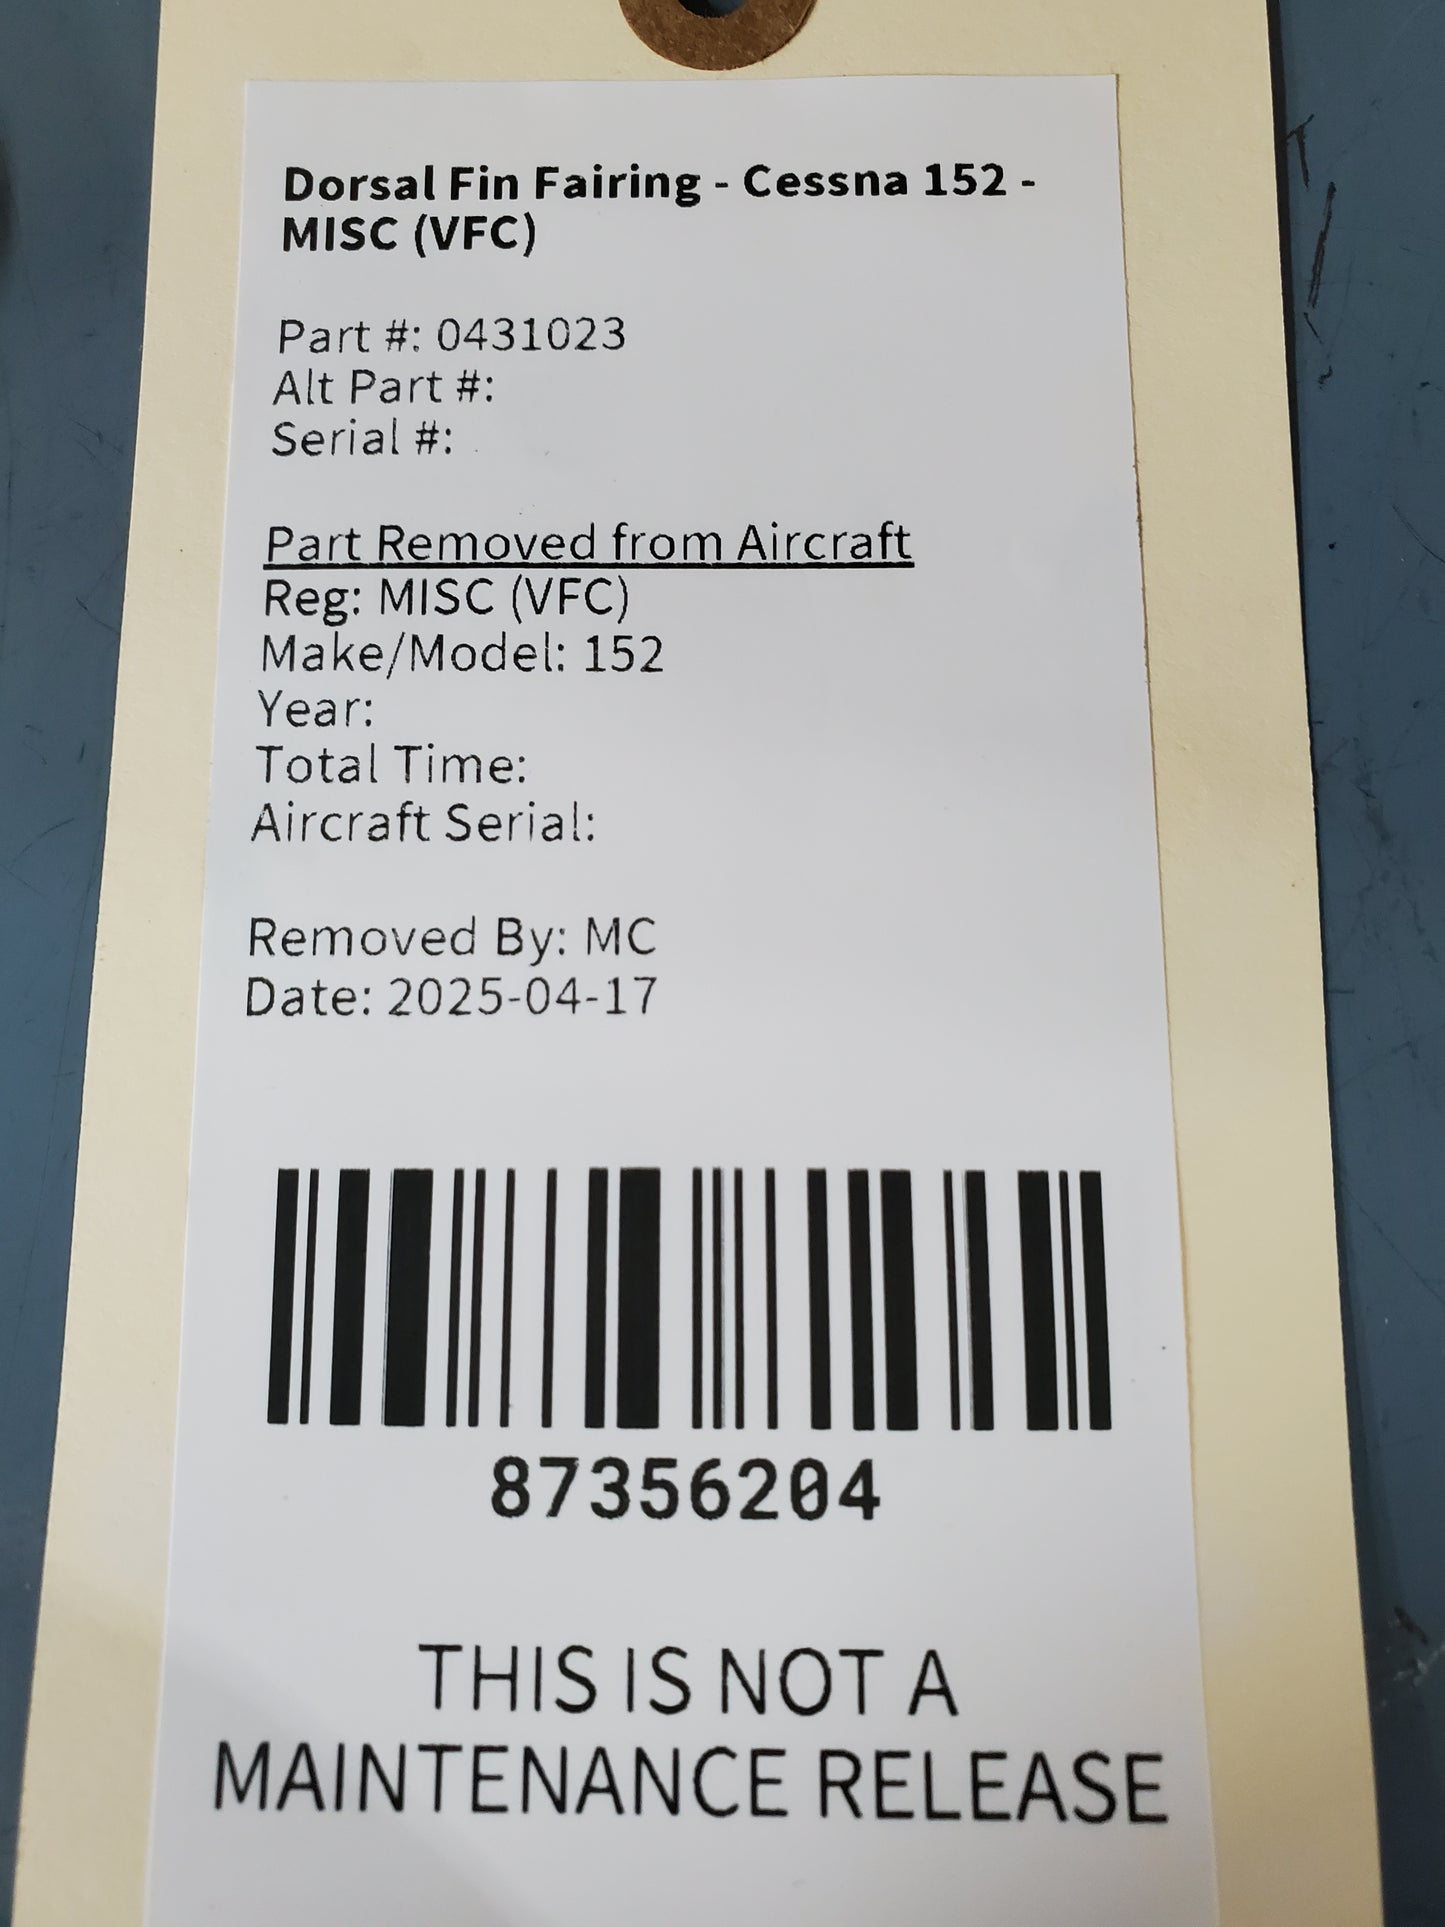 Dorsal Fin Fairing - Cessna 152 -
MISC (VFC)
Part #: 0431023
Alt Part #:
Serial #:
Part Removed from Aircraft
Reg: MISC (VFC)
Make/Model: 152
Year:
Total Time:
Aircraft Serial:
Removed By: MC
Date: 2025-04-17
87356204
THIS IS NOT A
MAINTENANCE RELEASE